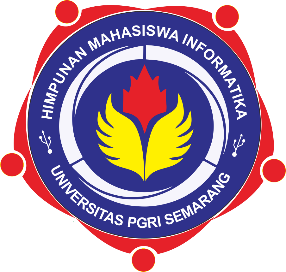 HIMPUNAN MAHASISWA INFORMATIKA
UNIVERSITAS PGRI SEMARANG